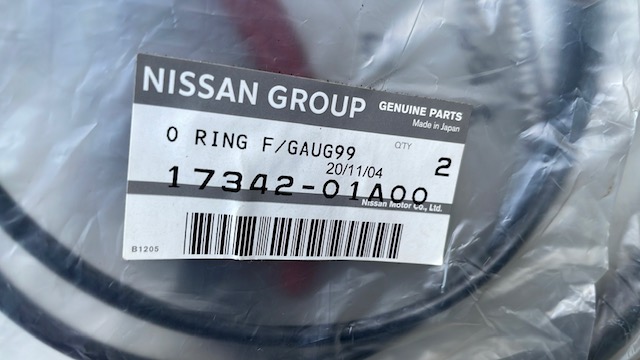 NISSAN GROUP
GENUINE PARTS
Made in Japan
O RING F/GAUG99
Q'TY
2
20/11/04
17342-01A00
Nissan Motor Co., Ltd.
B1205